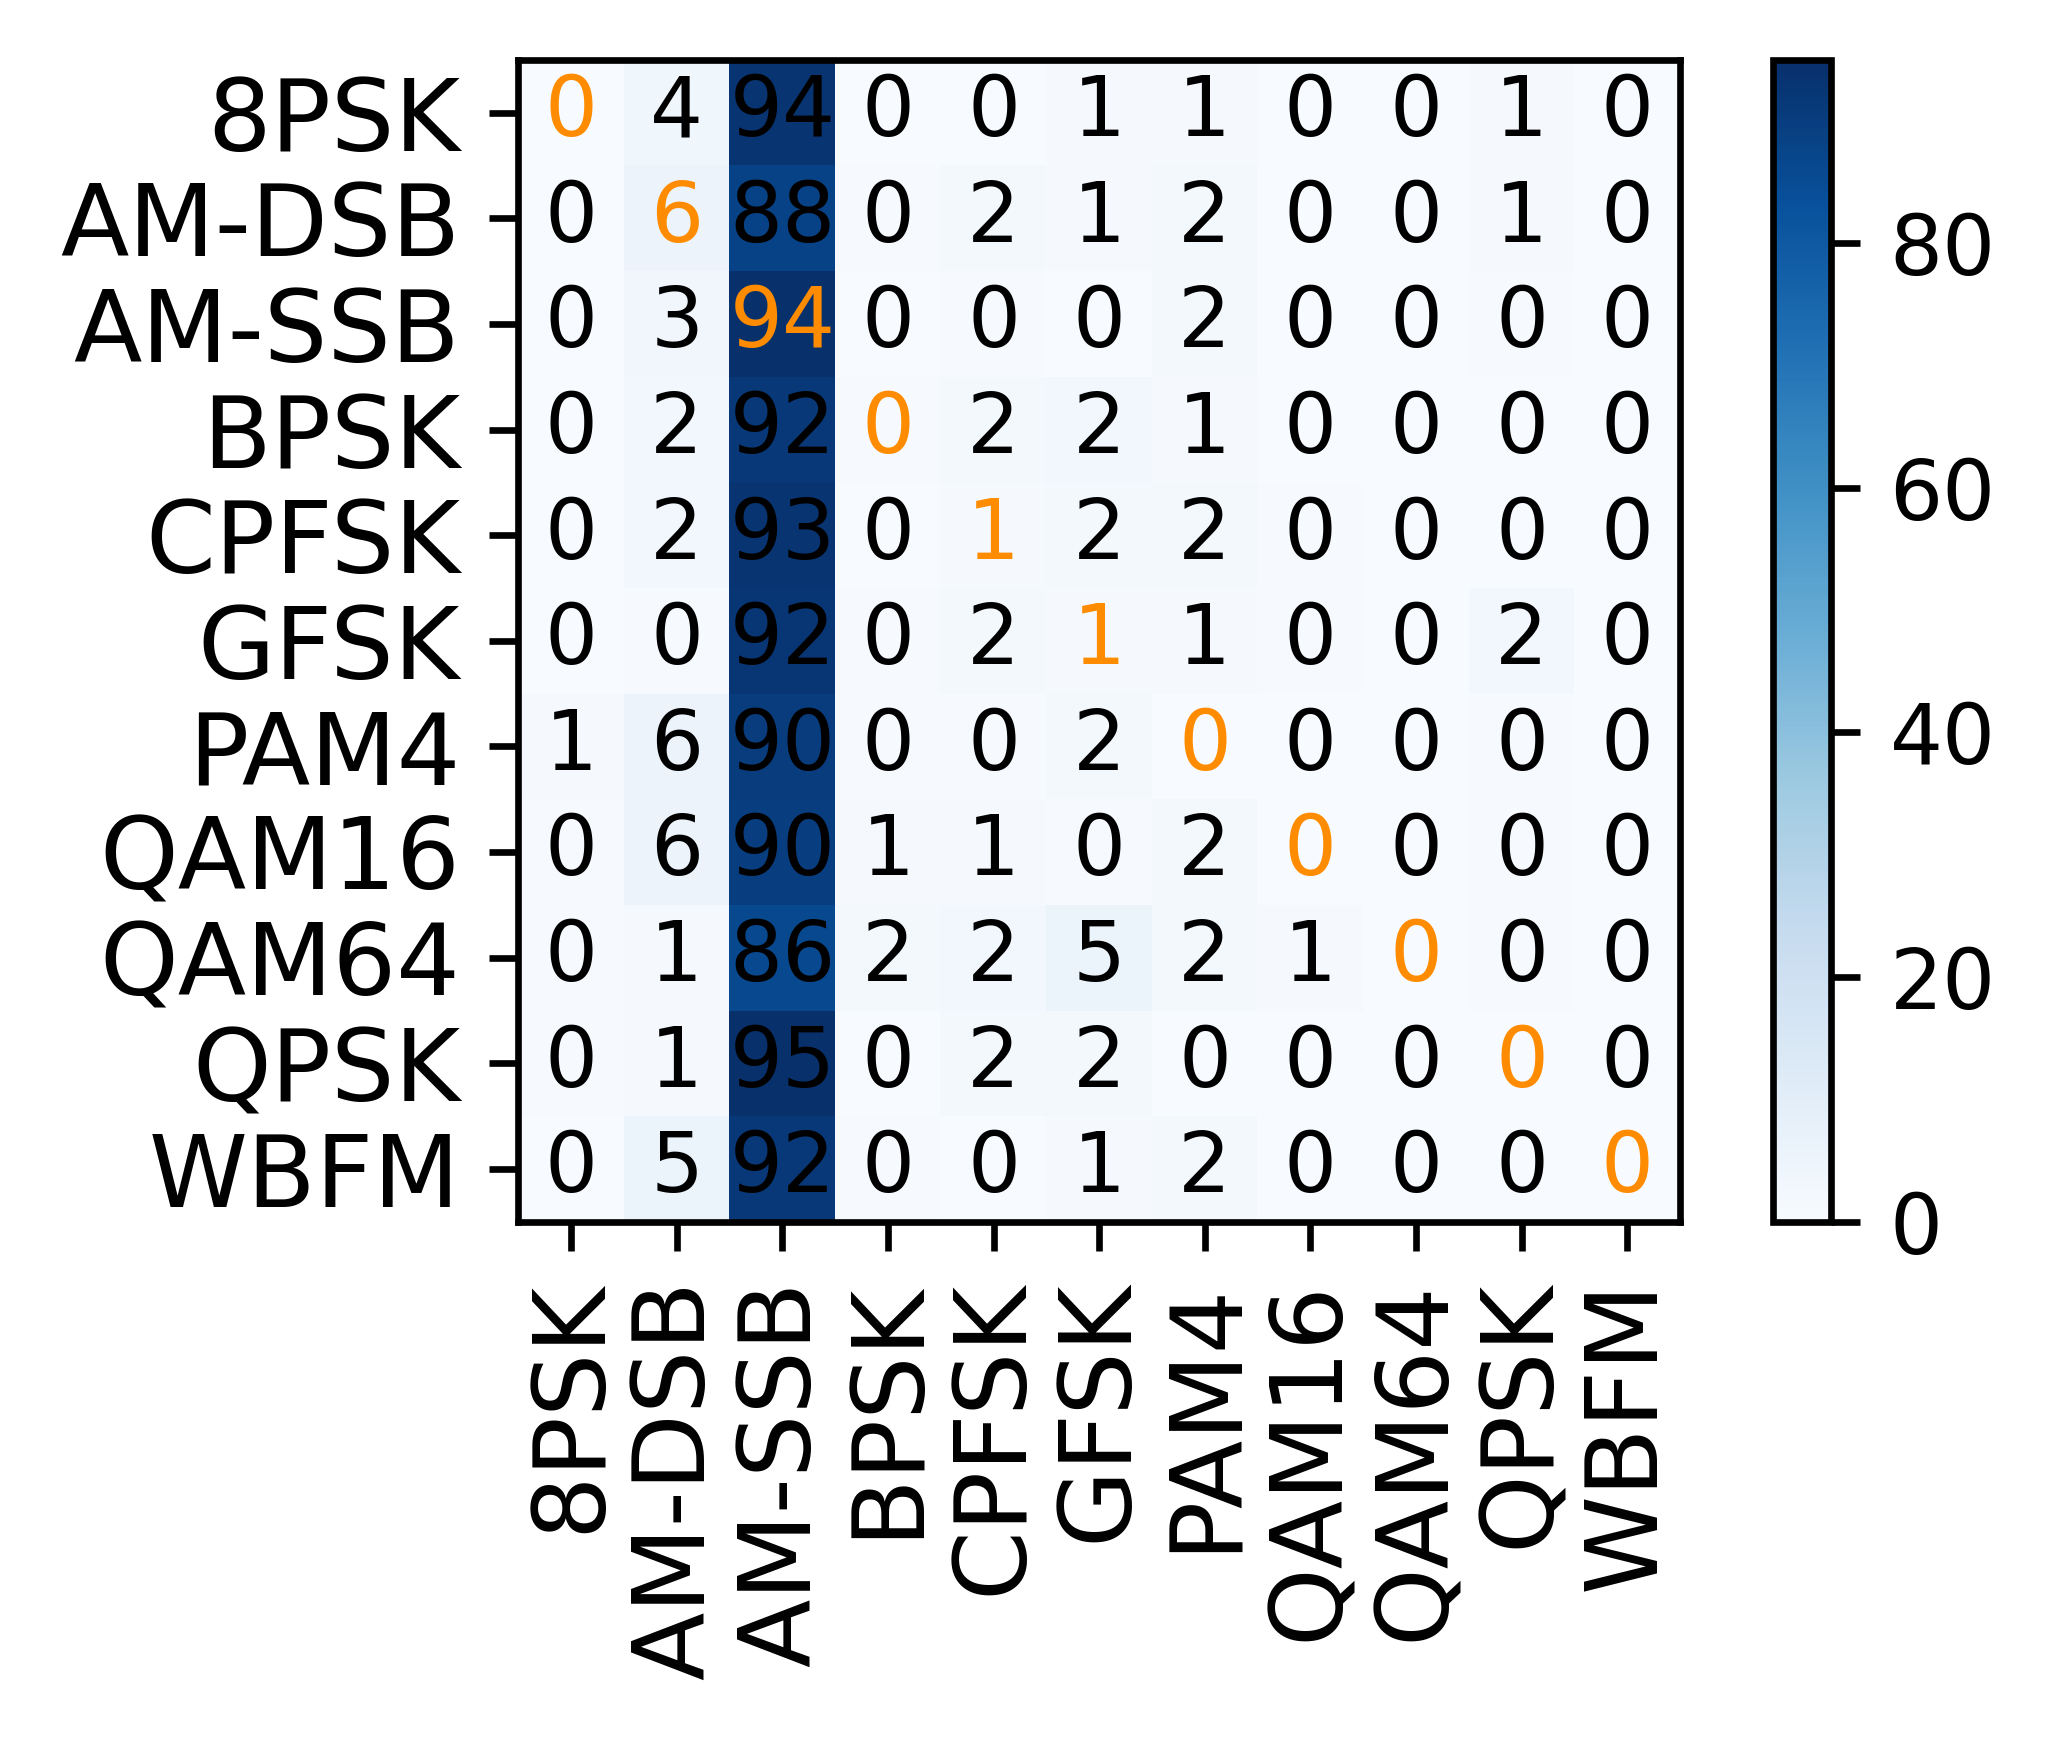 8PSK 0 4 94 0 0 1 1 0 0 1 0
AM-DSB 0 6 88 0 2 1 2 0 0 1 0
AM-SSB 0 3 94 0 0 0 2 0 0 0 0
BPSK 0 2 92 0 2 2 1 0 0 0 0
CPFSK 0 2 93 0 1 2 2 0 0 0 0
GFSK 0 0 92 0 2 1 1 0 0 2 0
PAM4 1 6 90 0 0 2 0 0 0 0 0
QAM16 0 6 90 1 1 0 2 0 0 0 0
QAM64 0 1 86 2 2 5 2 1 0 0 0
QPSK 0 1 95 0 2 2 0 0 0 0 0
WBFM 0 5 92 0 0 1 2 0 0 0 0
8PSK
AM-DSB
AM-SSB
BPSK
CPFSK
GFSK
PAM4
QAM16
QAM64
QPSK
WBFM
80
60
40
20
0